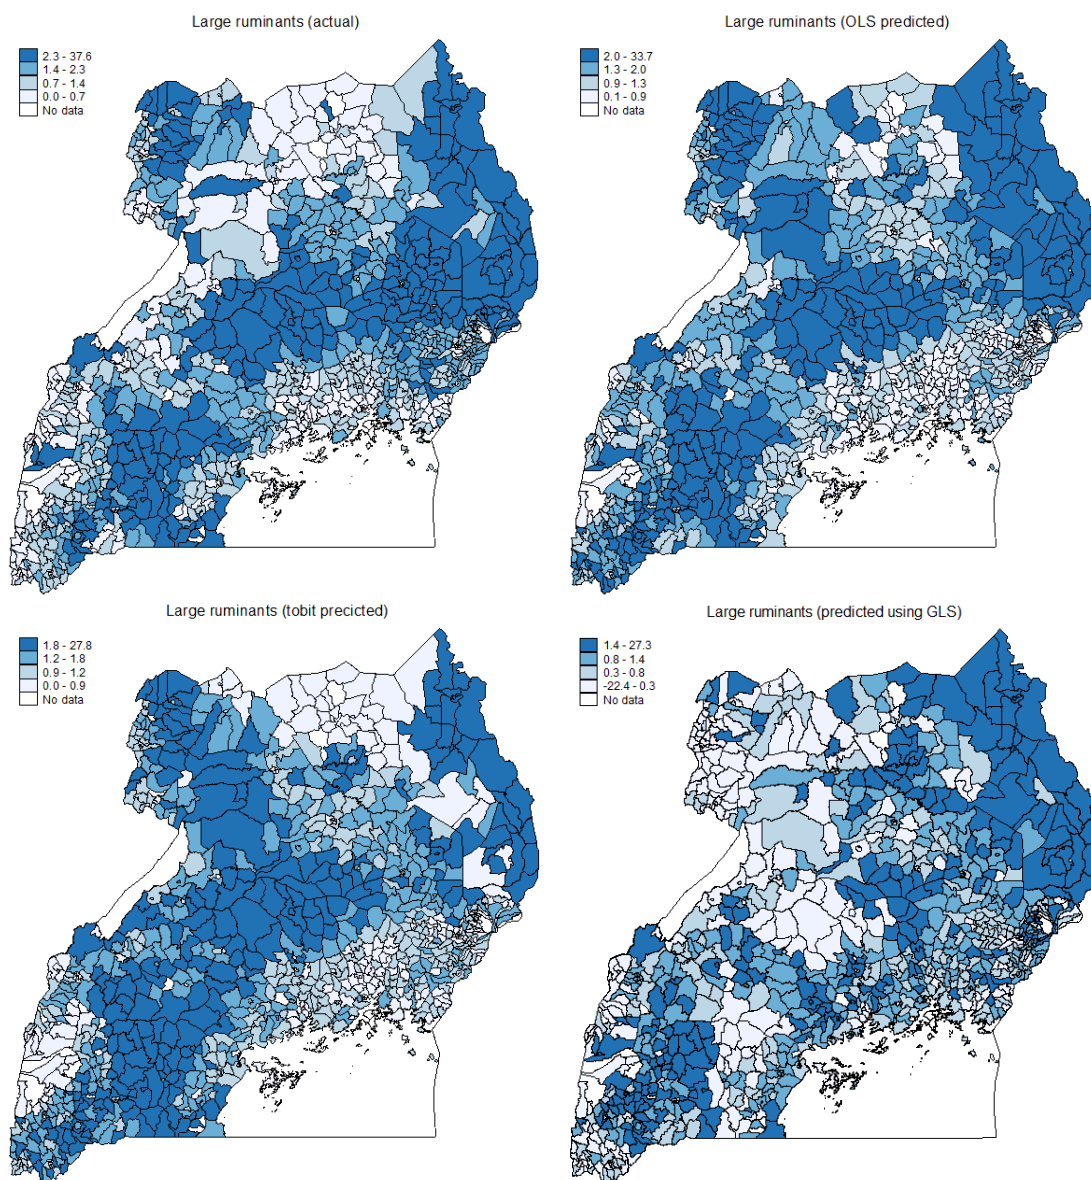 Large ruminants (actual)
2.3 - 37.6
1.4 - 2.3
0.7 - 1.4
0.0 - 0.7
No data
Large ruminants (OLS predicted)
2.0 - 33.7
1.3 - 2.0
0.9 - 1.3
0.1 - 0.9
No data
Large ruminants (tobit precicted)
1.8 - 27.8
1.2 - 1.8
0.9 - 1.2
0.0 - 0.9
No data
Large ruminants (predicted using GLS)
1.4 - 27.3
0.8 - 1.4
0.3 - 0.8
-22.4 - 0.3
No data